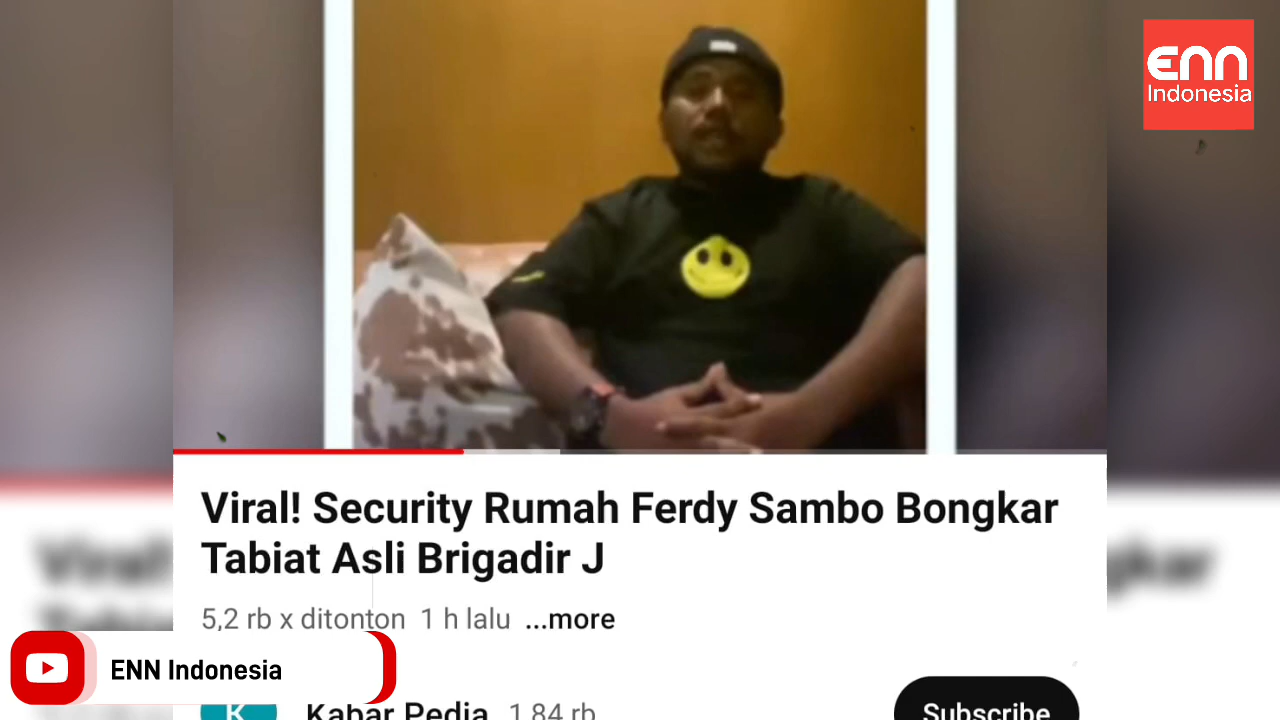 ENN
Indonesia
Viral! Security Rumah Ferdy Sambo Bongkar
Tabiat Asli Brigadir J
5,2 rb x ditonton 1 h lalu ...more
ENN Indonesia
K Kabar Pedia 1,84 rb
Subscribe